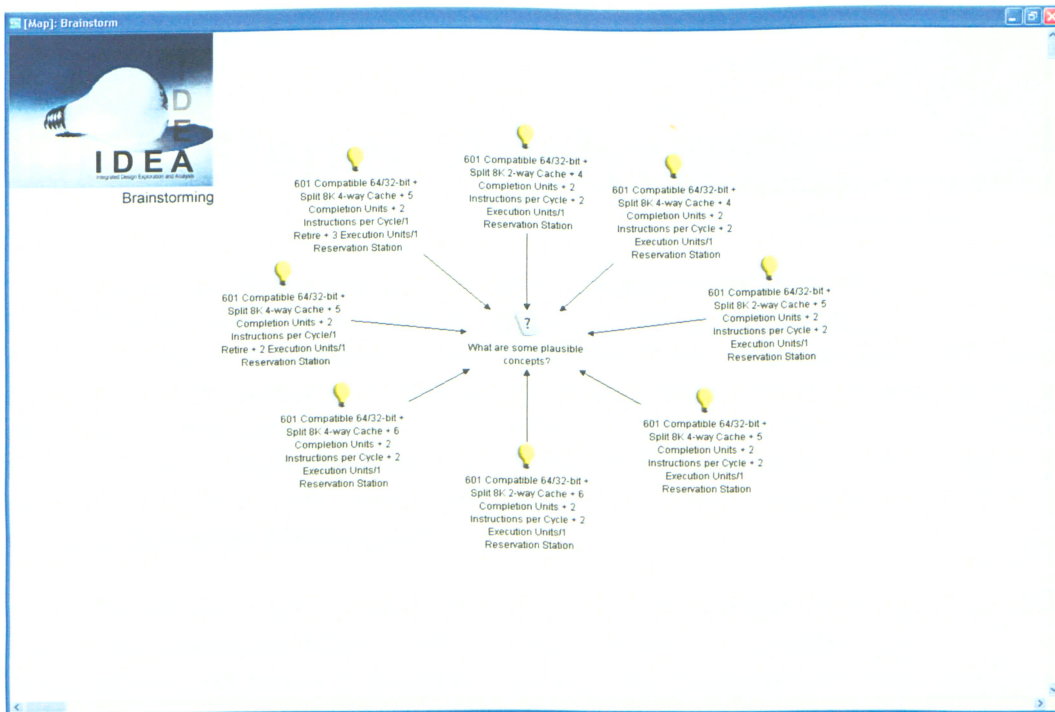 [Map]: Brainstorm
D
E
IDEA
Integrated Design Exploration and Analysis
Brainstorming
601 Compatible 64/32-bit +
Split 8K 4-way Cache + 5
Completion Units + 2
Instructions per Cycle/1
Retire + 3 Execution Units/1
Reservation Station
601 Compatible 64/32-bit +
Split 8K 2-way Cache + 4
Completion Units + 2
Instructions per Cycle + 2
Execution Units/1
Reservation Station
601 Compatible 64/32-bit +
Split 8K 4-way Cache + 4
Completion Units + 2
Instructions per Cycle + 2
Execution Units/1
Reservation Station
601 Compatible 64/32-bit +
Split 8K 4-way Cache + 5
Completion Units + 2
Instructions per Cycle/1
Retire + 2 Execution Units/1
Reservation Station
?
What are some plausible
concepts?
601 Compatible 64/32-bit +
Split 8K 2-way Cache + 5
Completion Units + 2
Instructions per Cycle + 2
Execution Units/1
Reservation Station
601 Compatible 64/32-bit +
Split 8K 4-way Cache + 6
Completion Units + 2
Instructions per Cycle + 2
Execution Units/1
Reservation Station
601 Compatible 64/32-bit +
Split 8K 2-way Cache + 6
Completion Units + 2
Instructions per Cycle + 2
Execution Units/1
Reservation Station
601 Compatible 64/32-bit +
Split 8K 4-way Cache + 5
Completion Units + 2
Instructions per Cycle + 2
Execution Units/1
Reservation Station